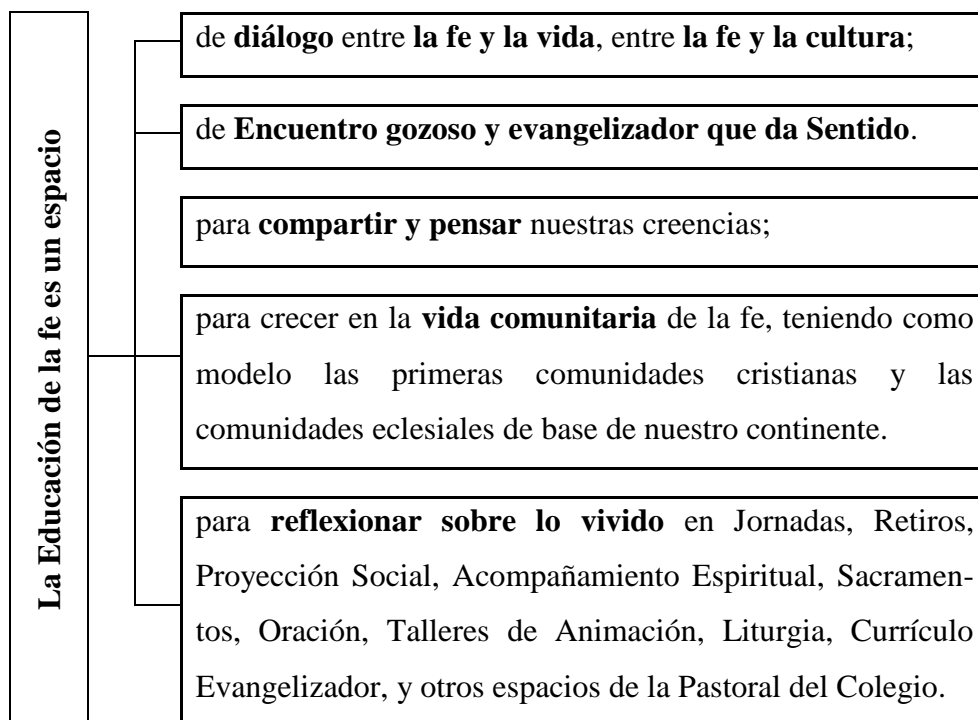 La Educación de la fe es un espacio
de diálogo entre la fe y la vida, entre la fe y la cultura;
de Encuentro gozoso y evangelizador que da Sentido.
para compartir y pensar nuestras creencias;
para crecer en la vida comunitaria de la fe, teniendo como
modelo las primeras comunidades cristianas y las
comunidades eclesiales de base de nuestro continente.
para reflexionar sobre lo vivido en Jornadas, Retiros,
Proyección Social, Acompañamiento Espiritual, Sacramen-
tos, Oración, Talleres de Animación, Liturgia, Currículo
Evangelizador, y otros espacios de la Pastoral del Colegio.